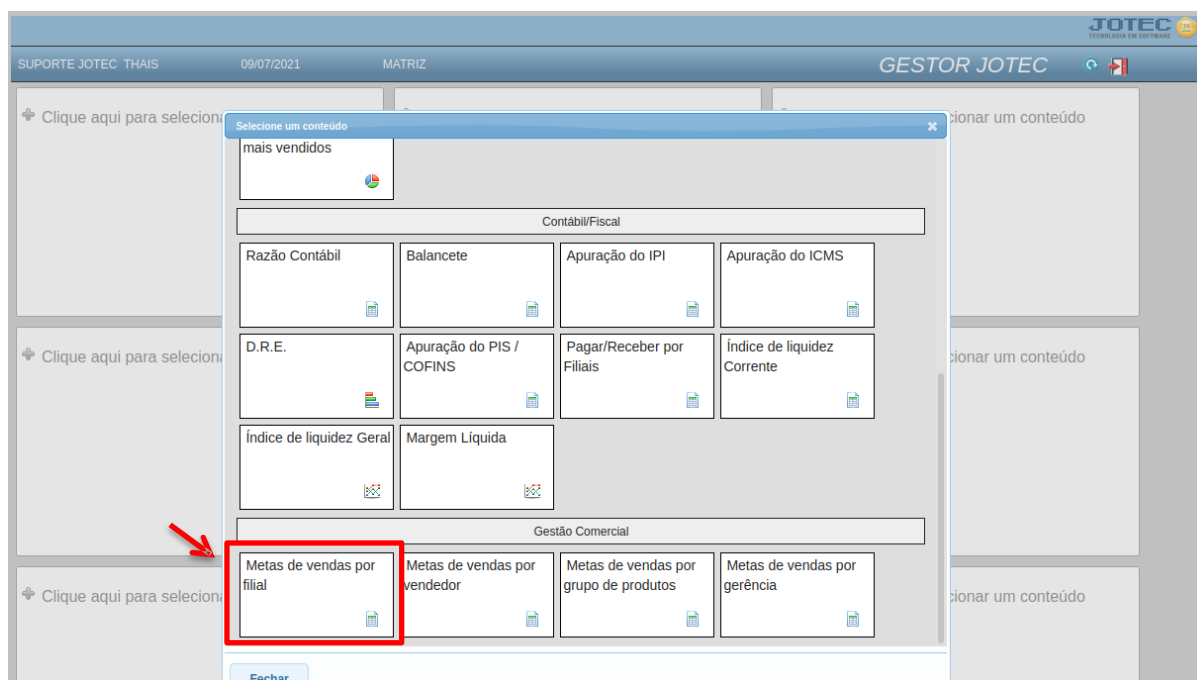 JOTEC
TECNOLOGIA EM SOFTWARE
SUPORTE JOTEC THAIS 09/07/2021 MATRIZ GESTOR JOTEC
Clique aqui para seleciona
cionar um conteúdo
Selecione um conteúdo
mais vendidos
Contábil/Fiscal
Razão Contábil
Balancete
Apuração do IPI
Apuração do ICMS
D.R.E.
Apuração do PIS /
COFINS
Pagar/Receber por
Filiais
Índice de liquidez
Corrente
Clique aqui para seleciona
cionar um conteúdo
Índice de liquidez Geral
Margem Líquida
Gestão Comercial
Metas de vendas por
filial
Metas de vendas por
vendedor
Metas de vendas por
grupo de produtos
Metas de vendas por
gerência
Clique aqui para seleciona
cionar um conteúdo
Fechar